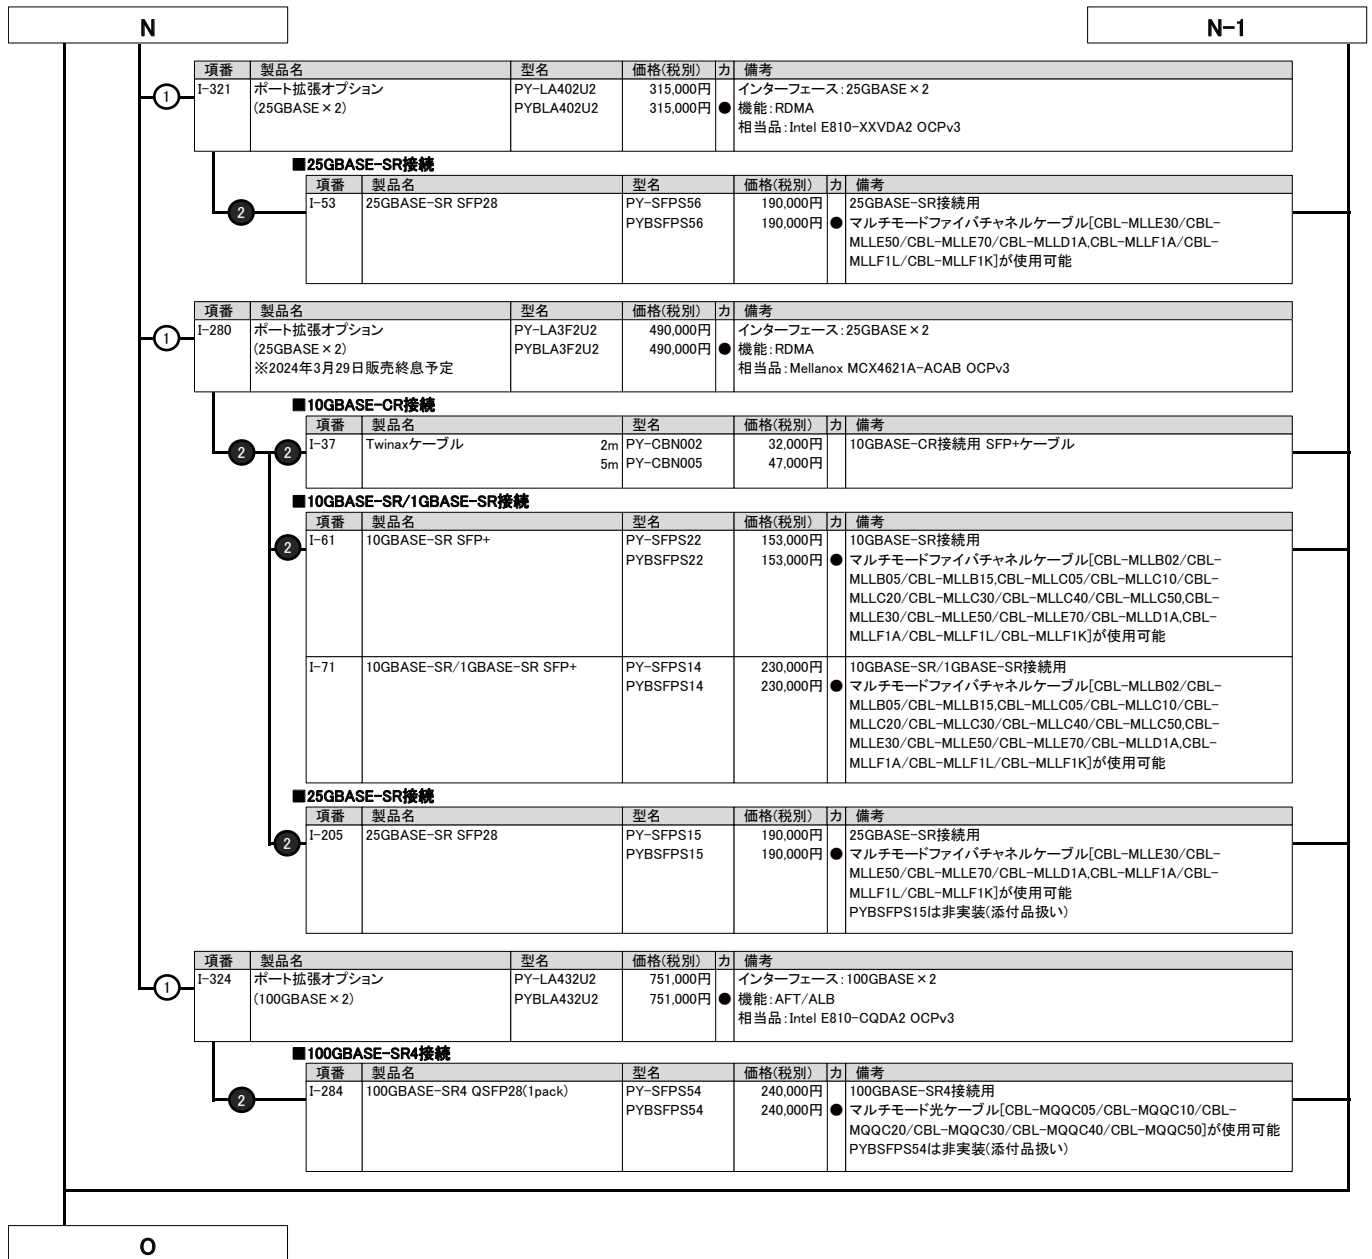 N
N-1
項番 製品名 型名 価格(税別) カ 備考
① I-321 ポート拡張オプション PY-LA402U2 315,000円 インターフェース:25GBASE×2
(25GBASE×2) PYBLA402U2 315,000円 ● 機能:RDMA
相当品:Intel E810-XXVDA2 OCPv3
■25GBASE-SR接続
項番 製品名 型名 価格(税別) カ 備考
❷ I-53 25GBASE-SR SFP28 PY-SFPS56 190,000円 25GBASE-SR接続用
PYBSFPS56 190,000円 ● マルチモードファイバチャネルケーブル[CBL-MLLE30/CBL-
MLLE50/CBL-MLLE70/CBL-MLLD1A,CBL-MLLF1A/CBL-
MLLF1L/CBL-MLLF1K]が使用可能
項番 製品名 型名 価格(税別) カ 備考
① I-280 ポート拡張オプション PY-LA3F2U2 490,000円 インターフェース:25GBASE×2
(25GBASE×2) PYBLA3F2U2 490,000円 ● 機能:RDMA
※2024年3月29日販売終息予定 相当品:Mellanox MCX4621A-ACAB OCPv3
■10GBASE-CR接続
項番 製品名 型名 価格(税別) カ 備考
❷ ❷ I-37 Twinaxケーブル 2m PY-CBN002 32,000円 10GBASE-CR接続用 SFP+ケーブル
5m PY-CBN005 47,000円
■10GBASE-SR/1GBASE-SR接続
項番 製品名 型名 価格(税別) カ 備考
❷ I-61 10GBASE-SR SFP+ PY-SFPS22 153,000円 10GBASE-SR接続用
PYBSFPS22 153,000円 ● マルチモードファイバチャネルケーブル[CBL-MLLB02/CBL-
MLLB05/CBL-MLLB15,CBL-MLLC05/CBL-MLLC10/CBL-
MLLC20/CBL-MLLC30/CBL-MLLC40/CBL-MLLC50,CBL-
MLLE30/CBL-MLLE50/CBL-MLLE70/CBL-MLLD1A,CBL-
MLLF1A/CBL-MLLF1L/CBL-MLLF1K]が使用可能
I-71 10GBASE-SR/1GBASE-SR SFP+ PY-SFPS14 230,000円 10GBASE-SR/1GBASE-SR接続用
PYBSFPS14 230,000円 ● マルチモードファイバチャネルケーブル[CBL-MLLB02/CBL-
MLLB05/CBL-MLLB15,CBL-MLLC05/CBL-MLLC10/CBL-
MLLC20/CBL-MLLC30/CBL-MLLC40/CBL-MLLC50,CBL-
MLLE30/CBL-MLLE50/CBL-MLLE70/CBL-MLLD1A,CBL-
MLLF1A/CBL-MLLF1L/CBL-MLLF1K]が使用可能
■25GBASE-SR接続
項番 製品名 型名 価格(税別) カ 備考
❷ I-205 25GBASE-SR SFP28 PY-SFPS15 190,000円 25GBASE-SR接続用
PYBSFPS15 190,000円 ● マルチモードファイバチャネルケーブル[CBL-MLLE30/CBL-
MLLE50/CBL-MLLE70/CBL-MLLD1A,CBL-MLLF1A/CBL-
MLLF1L/CBL-MLLF1K]が使用可能
PYBSFPS15は非実装(添付品扱い)
項番 製品名 型名 価格(税別) カ 備考
① I-324 ポート拡張オプション PY-LA432U2 751,000円 インターフェース:100GBASE×2
(100GBASE×2) PYBLA432U2 751,000円 ● 機能:AFT/ALB
相当品:Intel E810-CQDA2 OCPv3
■100GBASE-SR4接続
項番 製品名 型名 価格(税別) カ 備考
❷ I-284 100GBASE-SR4 QSFP28(1pack) PY-SFPS54 240,000円 100GBASE-SR4接続用
PYBSFPS54 240,000円 ● マルチモード光ケーブル[CBL-MQQC05/CBL-MQQC10/CBL-
MQQC20/CBL-MQQC30/CBL-MQQC40/CBL-MQQC50]が使用可能
PYBSFPS54は非実装(添付品扱い)
O